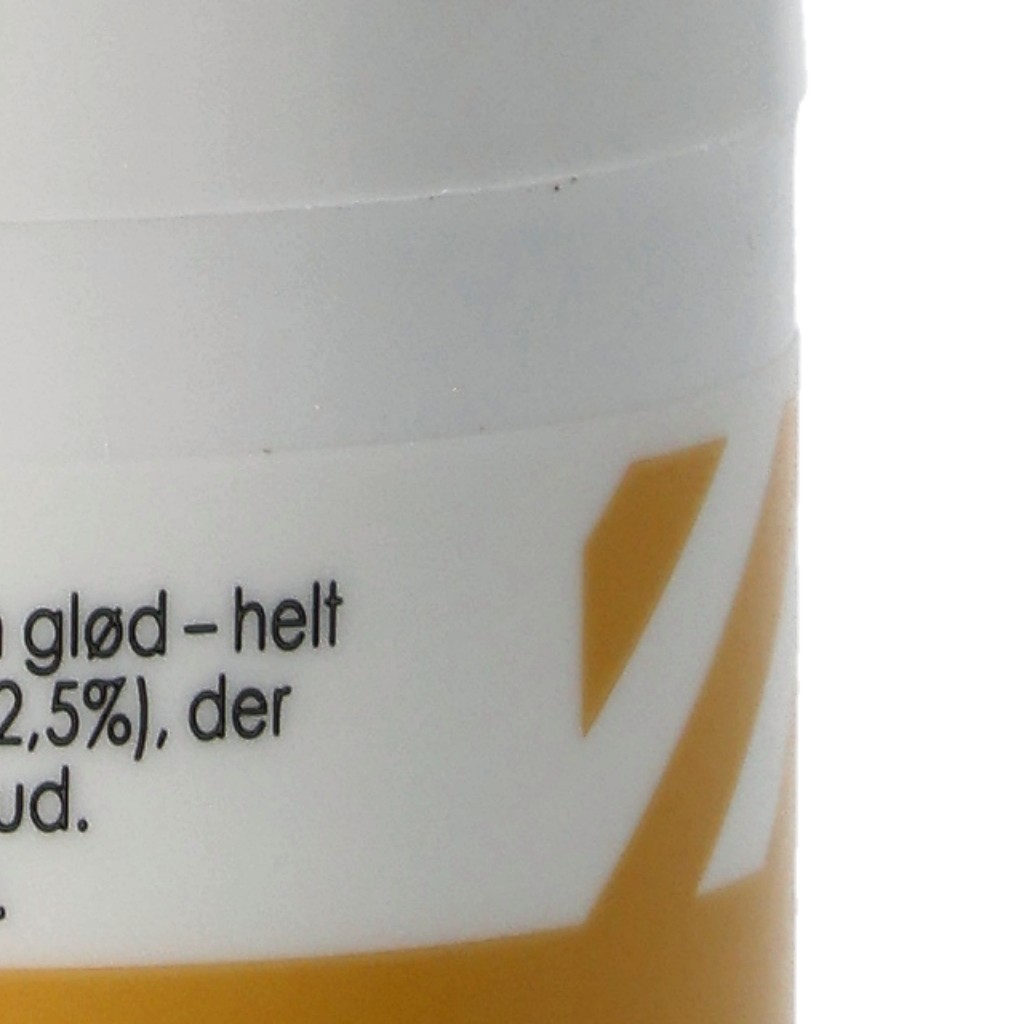 glød – helt
2,5%), der
ud.